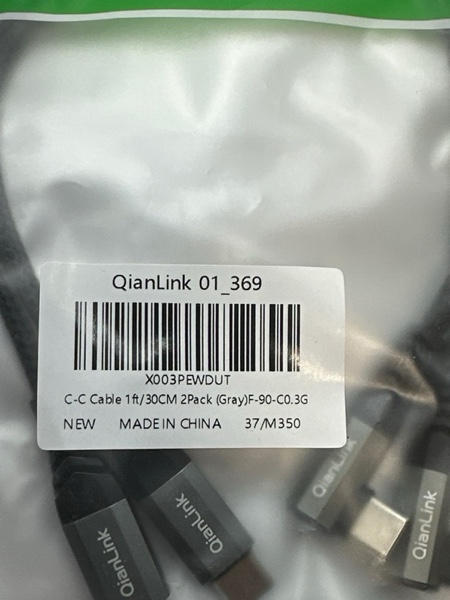 QianLink 01_369
X003PEWDUT
C-C Cable 1ft/30CM 2Pack (Gray)F-90-C0.3G
NEW MADE IN CHINA 37/M350
QianLink
QianLink
QianLink
QianLink